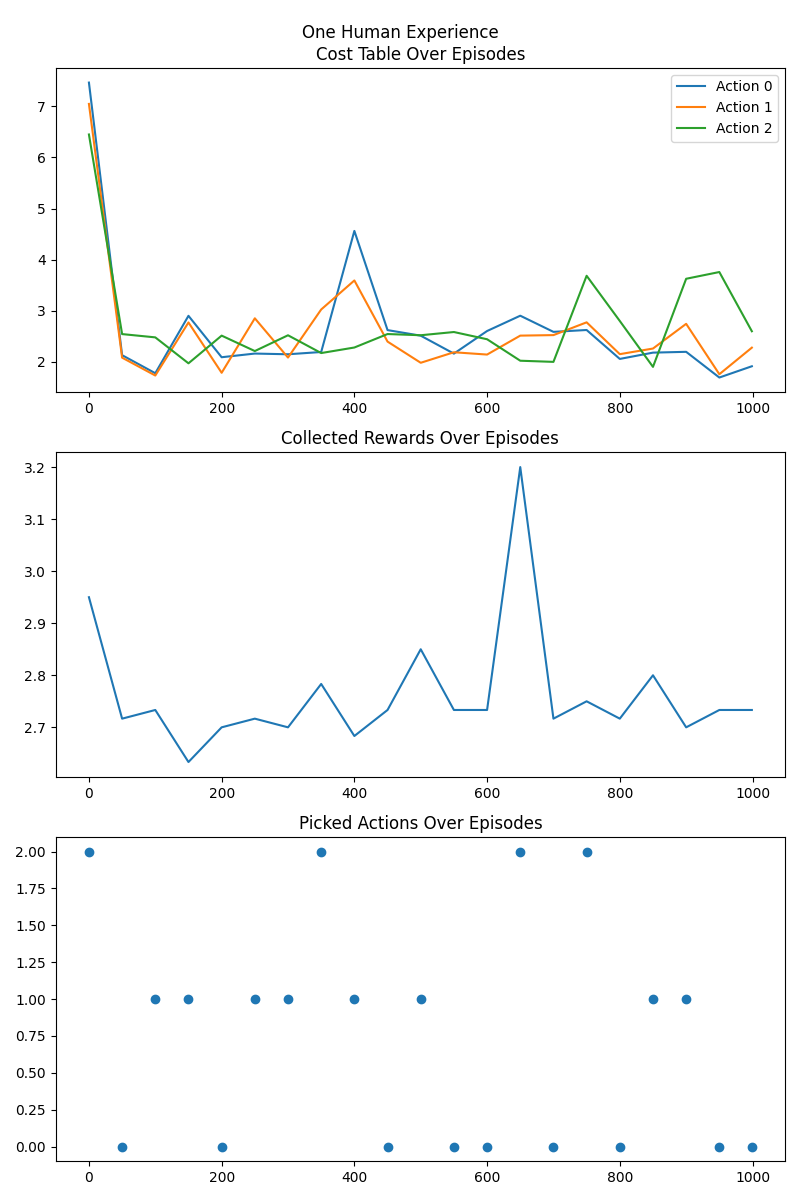 One Human Experience
Cost Table Over Episodes
Action 0
Action 1
Action 2
7
6
5
4
3
2
0 200 400 600 800 1000
Collected Rewards Over Episodes
3.2
3.1
3.0
2.9
2.8
2.7
0 200 400 600 800 1000
Picked Actions Over Episodes
2.00
1.75
1.50
1.25
1.00
0.75
0.50
0.25
0.00
0 200 400 600 800 1000